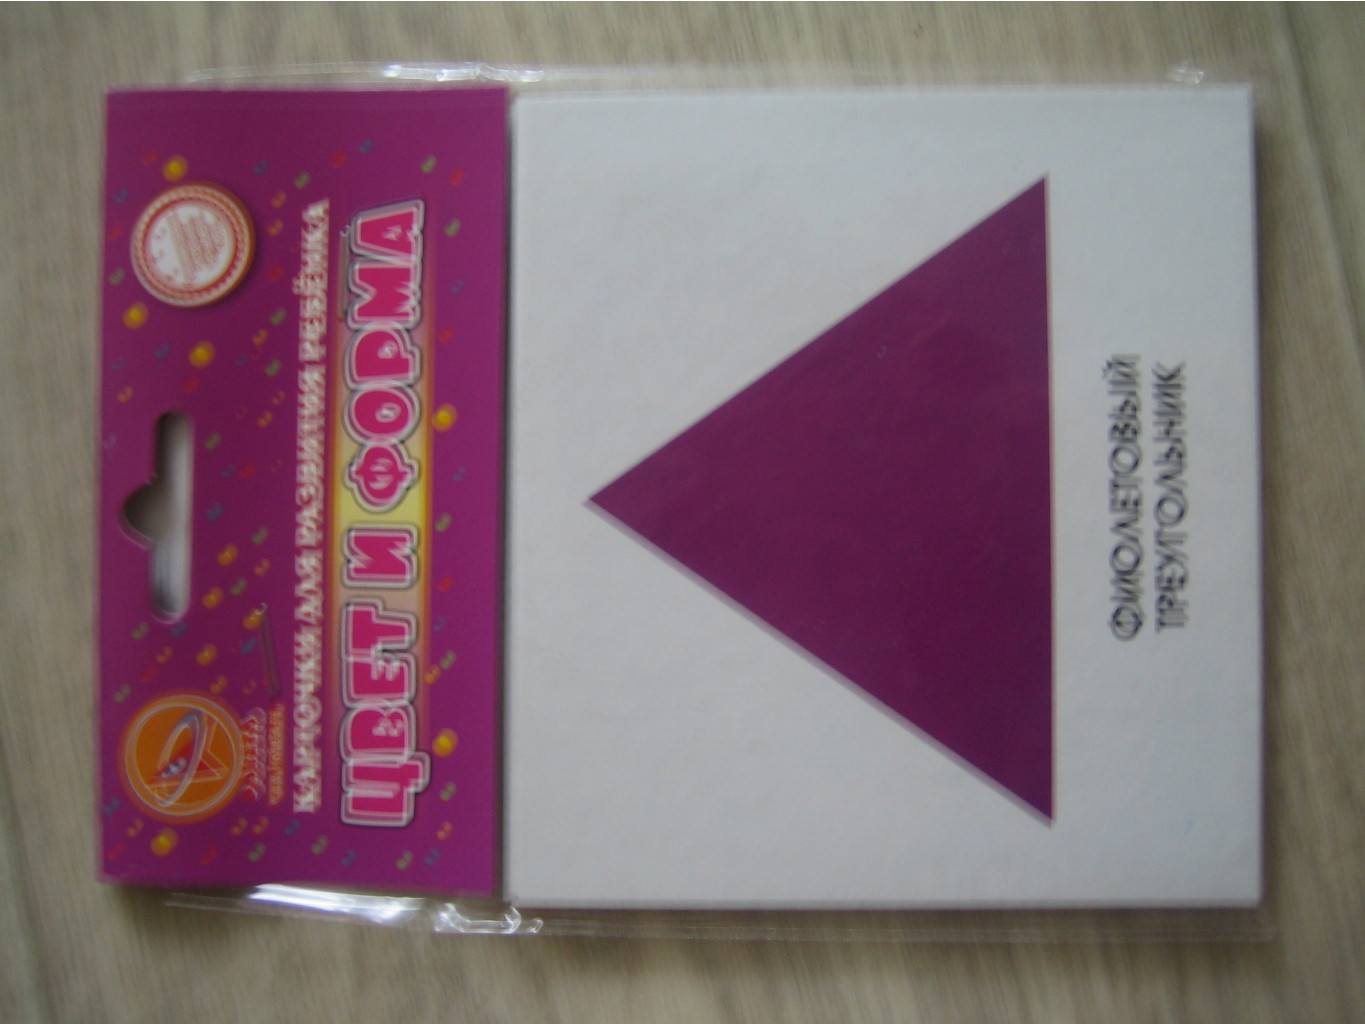 КАРТОЧКИ ДЛЯ РАЗВИТИЯ РЕБЁНКА
ЦВЕТ И ФОРМА
ФИОЛЕТОВЫЙ
ТРЕУГОЛЬНИК